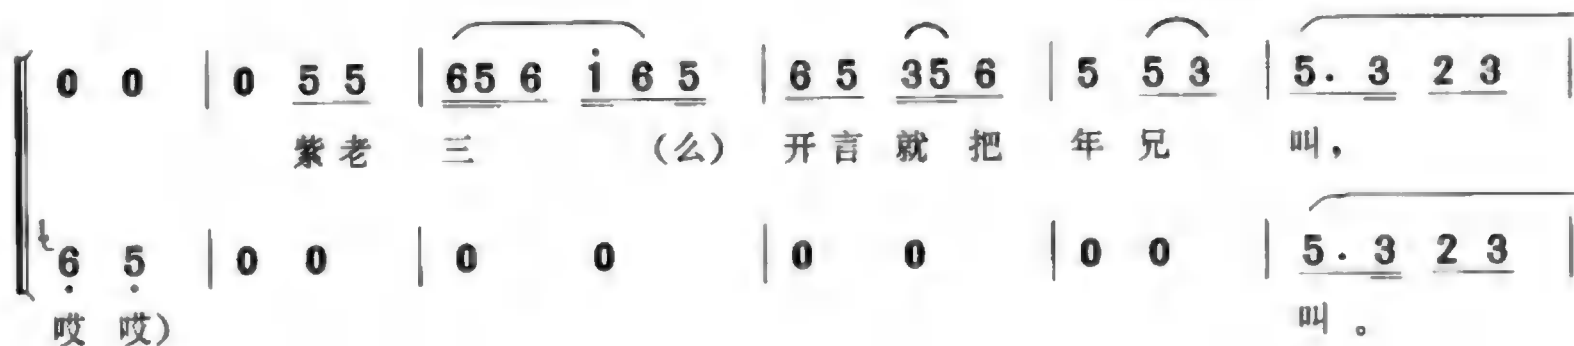 0 0 | 0 5 5 | 65 6 i 6 5 | 6 5 35 6 | 5 5 3 | 5. 3 2 3 |
紫老 三 (么) 开言 就 把 年 兄 叫,
6 5 | 0 0 | 0 0 | 0 0 | 0 0 | 5. 3 2 3 |
哎 哎) 叫。